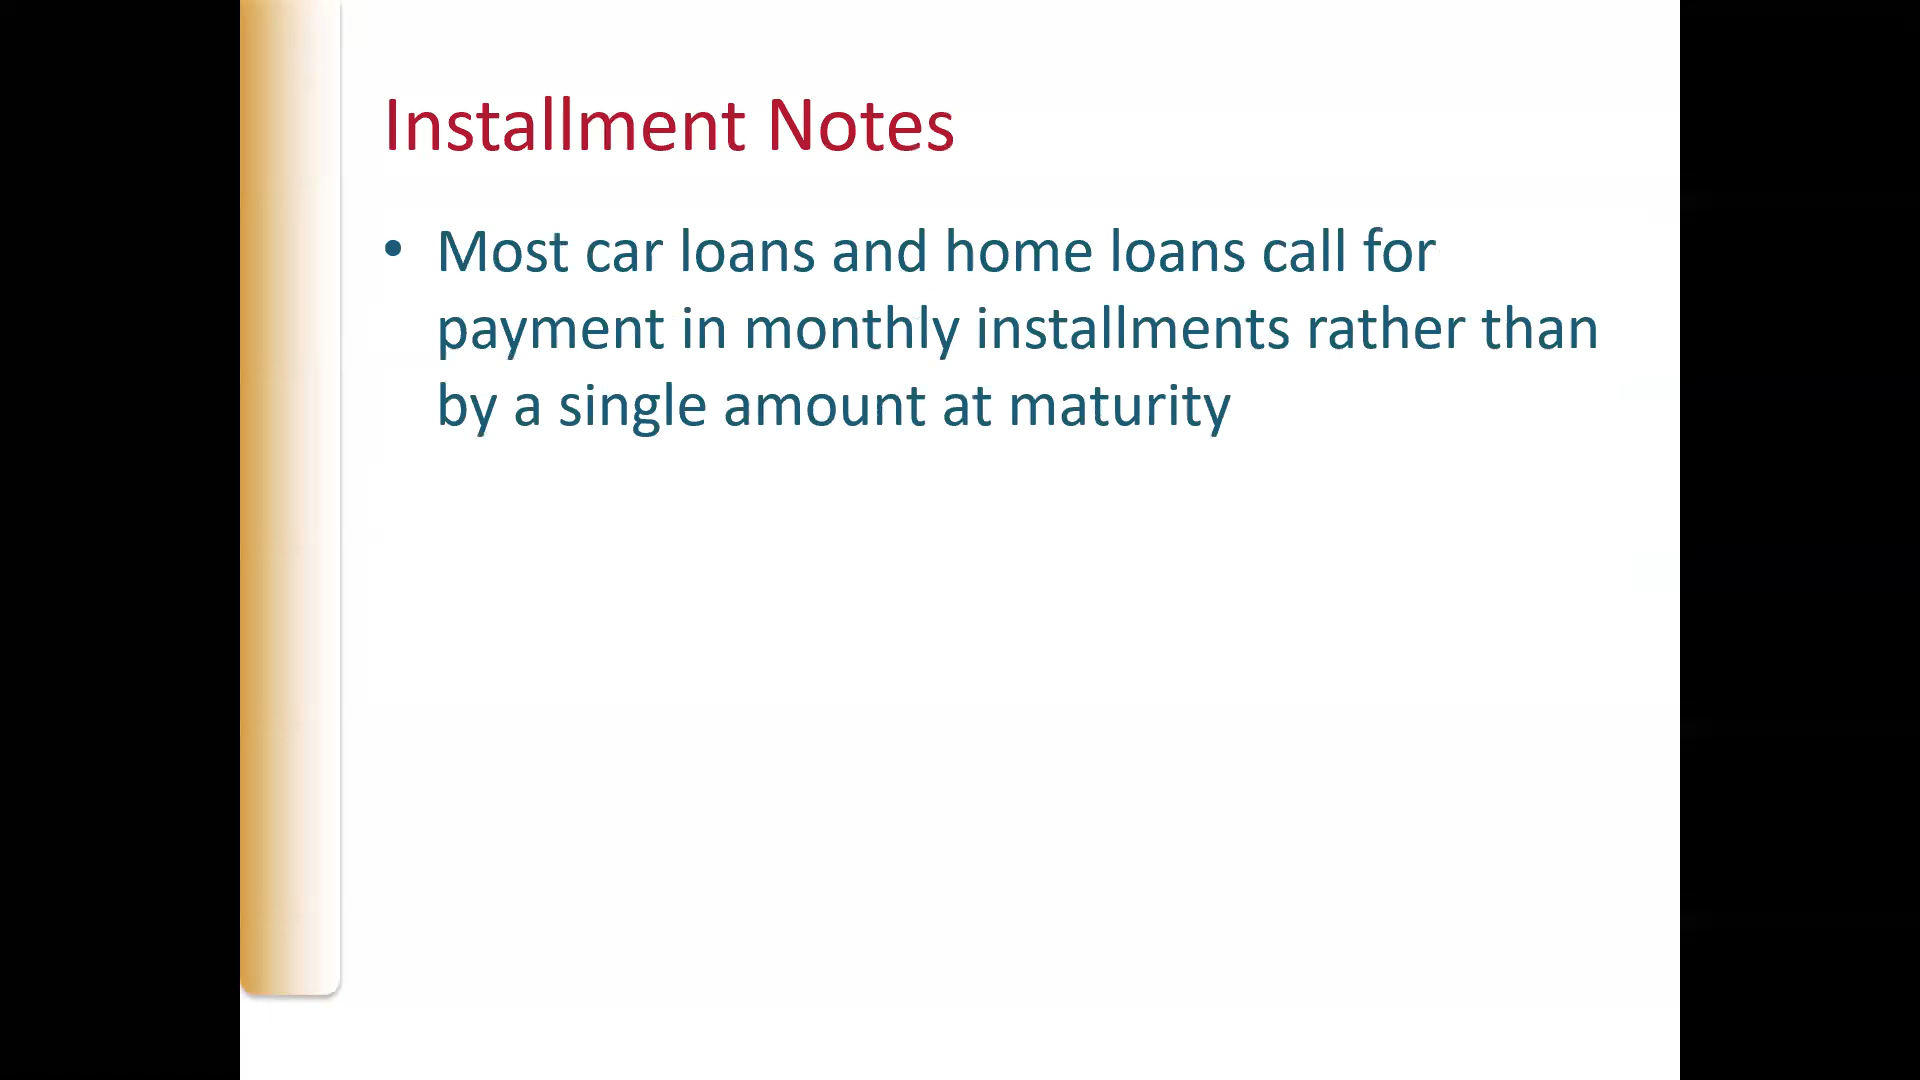 Installment Notes
• Most car loans and home loans call for
payment in monthly installments rather than
by a single amount at maturity